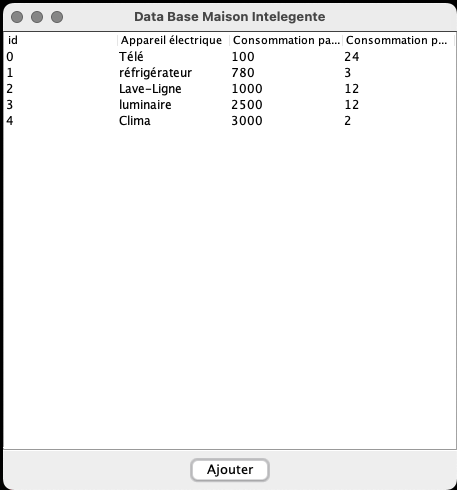 Data Base Maison Intelegente
id Appareil électrique Consommation pa... Consommation p...
0 Télé 100 24
1 réfrigérateur 780 3
2 Lave-Ligne 1000 12
3 luminaire 2500 12
4 Clima 3000 2
Ajouter